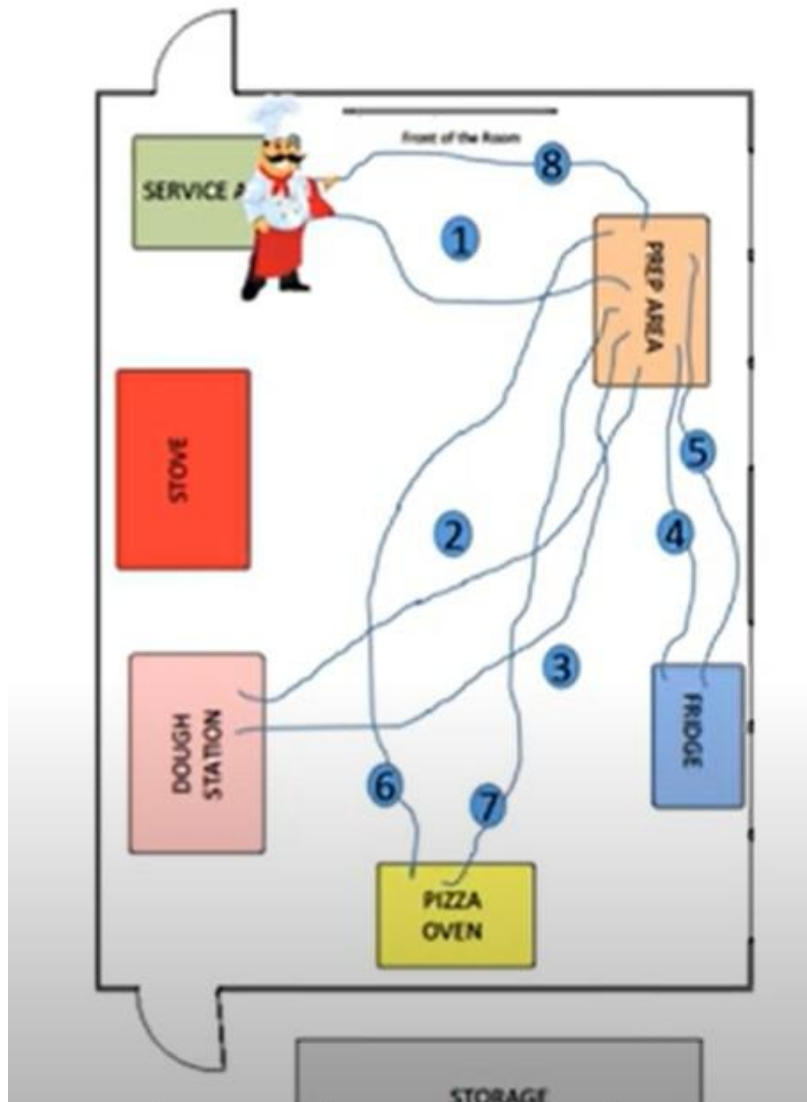 Front of the Room
8
SERVICE A
1
PREP AREA
STOVE
5
2
4
3
DOUGH
STATION
FRIDGE
6
7
PIZZA
OVEN
STORAGE